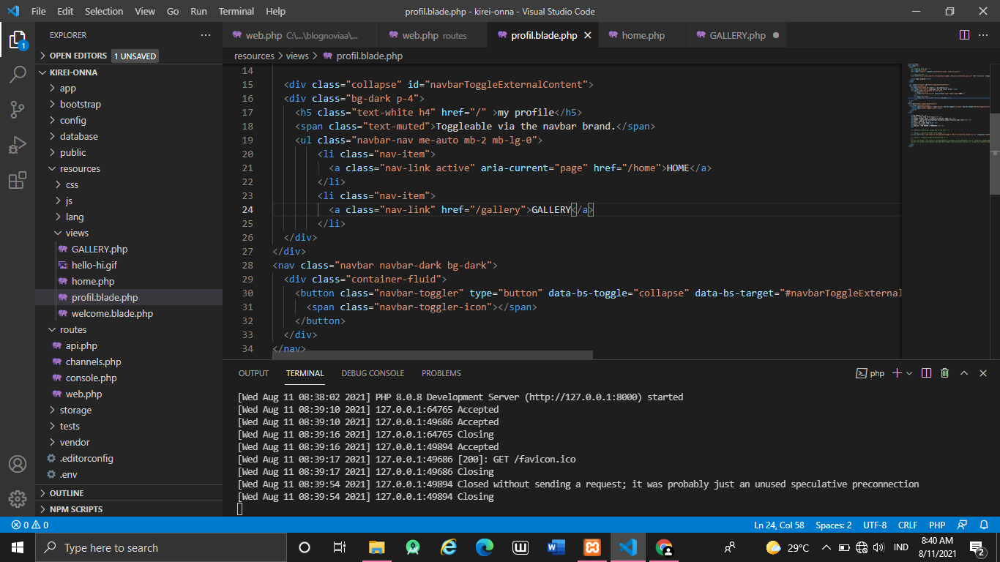 File Edit Selection View Go Run Terminal Help
profil.blade.php - kirei-onna - Visual Studio Code
EXPLORER
web.php C:\...\blognoviaa\...
web.php routes
profil.blade.php
home.php
GALLERY.php
1
OPEN EDITORS 1 UNSAVED
KIREI-ONNA
app
bootstrap
config
database
public
resources
css
js
lang
views
GALLERY.php
hello-hi.gif
home.php
profil.blade.php
welcome.blade.php
routes
api.php
channels.php
console.php
web.php
storage
tests
vendor
.editorconfig
.env
OUTLINE
NPM SCRIPTS
resources > views > profil.blade.php
14
15 <div class="collapse" id="navbarToggleExternalContent">
16 <div class="bg-dark p-4">
17 <h5 class="text-white h4" href="/" >my profile</h5>
18 <span class="text-muted">Toggleable via the navbar brand.</span>
19 <ul class="navbar-nav me-auto mb-2 mb-lg-0">
20 <li class="nav-item">
21 <a class="nav-link active" aria-current="page" href="/home">HOME</a>
22 </li>
23 <li class="nav-item">
24 <a class="nav-link" href="/gallery">GALLERY</a>
25 </li>
26 </div>
27 </div>
28 <nav class="navbar navbar-dark bg-dark">
29 <div class="container-fluid">
30 <button class="navbar-toggler" type="button" data-bs-toggle="collapse" data-bs-target="#navbarToggleExternal
31 <span class="navbar-toggler-icon"></span>
32 </button>
33 </div>
34 </nav>
OUTPUT TERMINAL DEBUG CONSOLE PROBLEMS
php
[Wed Aug 11 08:38:02 2021] PHP 8.0.8 Development Server (http://127.0.0.1:8000) started
[Wed Aug 11 08:39:10 2021] 127.0.0.1:64765 Accepted
[Wed Aug 11 08:39:10 2021] 127.0.0.1:49686 Accepted
[Wed Aug 11 08:39:16 2021] 127.0.0.1:64765 Closing
[Wed Aug 11 08:39:16 2021] 127.0.0.1:49894 Accepted
[Wed Aug 11 08:39:17 2021] 127.0.0.1:49686 [200]: GET /favicon.ico
[Wed Aug 11 08:39:17 2021] 127.0.0.1:49686 Closing
[Wed Aug 11 08:39:54 2021] 127.0.0.1:49894 Closed without sending a request; it was probably just an unused speculative preconnection
[Wed Aug 11 08:39:54 2021] 127.0.0.1:49894 Closing
0 0
Ln 24, Col 58 Spaces: 2 UTF-8 CRLF PHP
Type here to search
29°C
IND
8:40 AM
8/11/2021
2